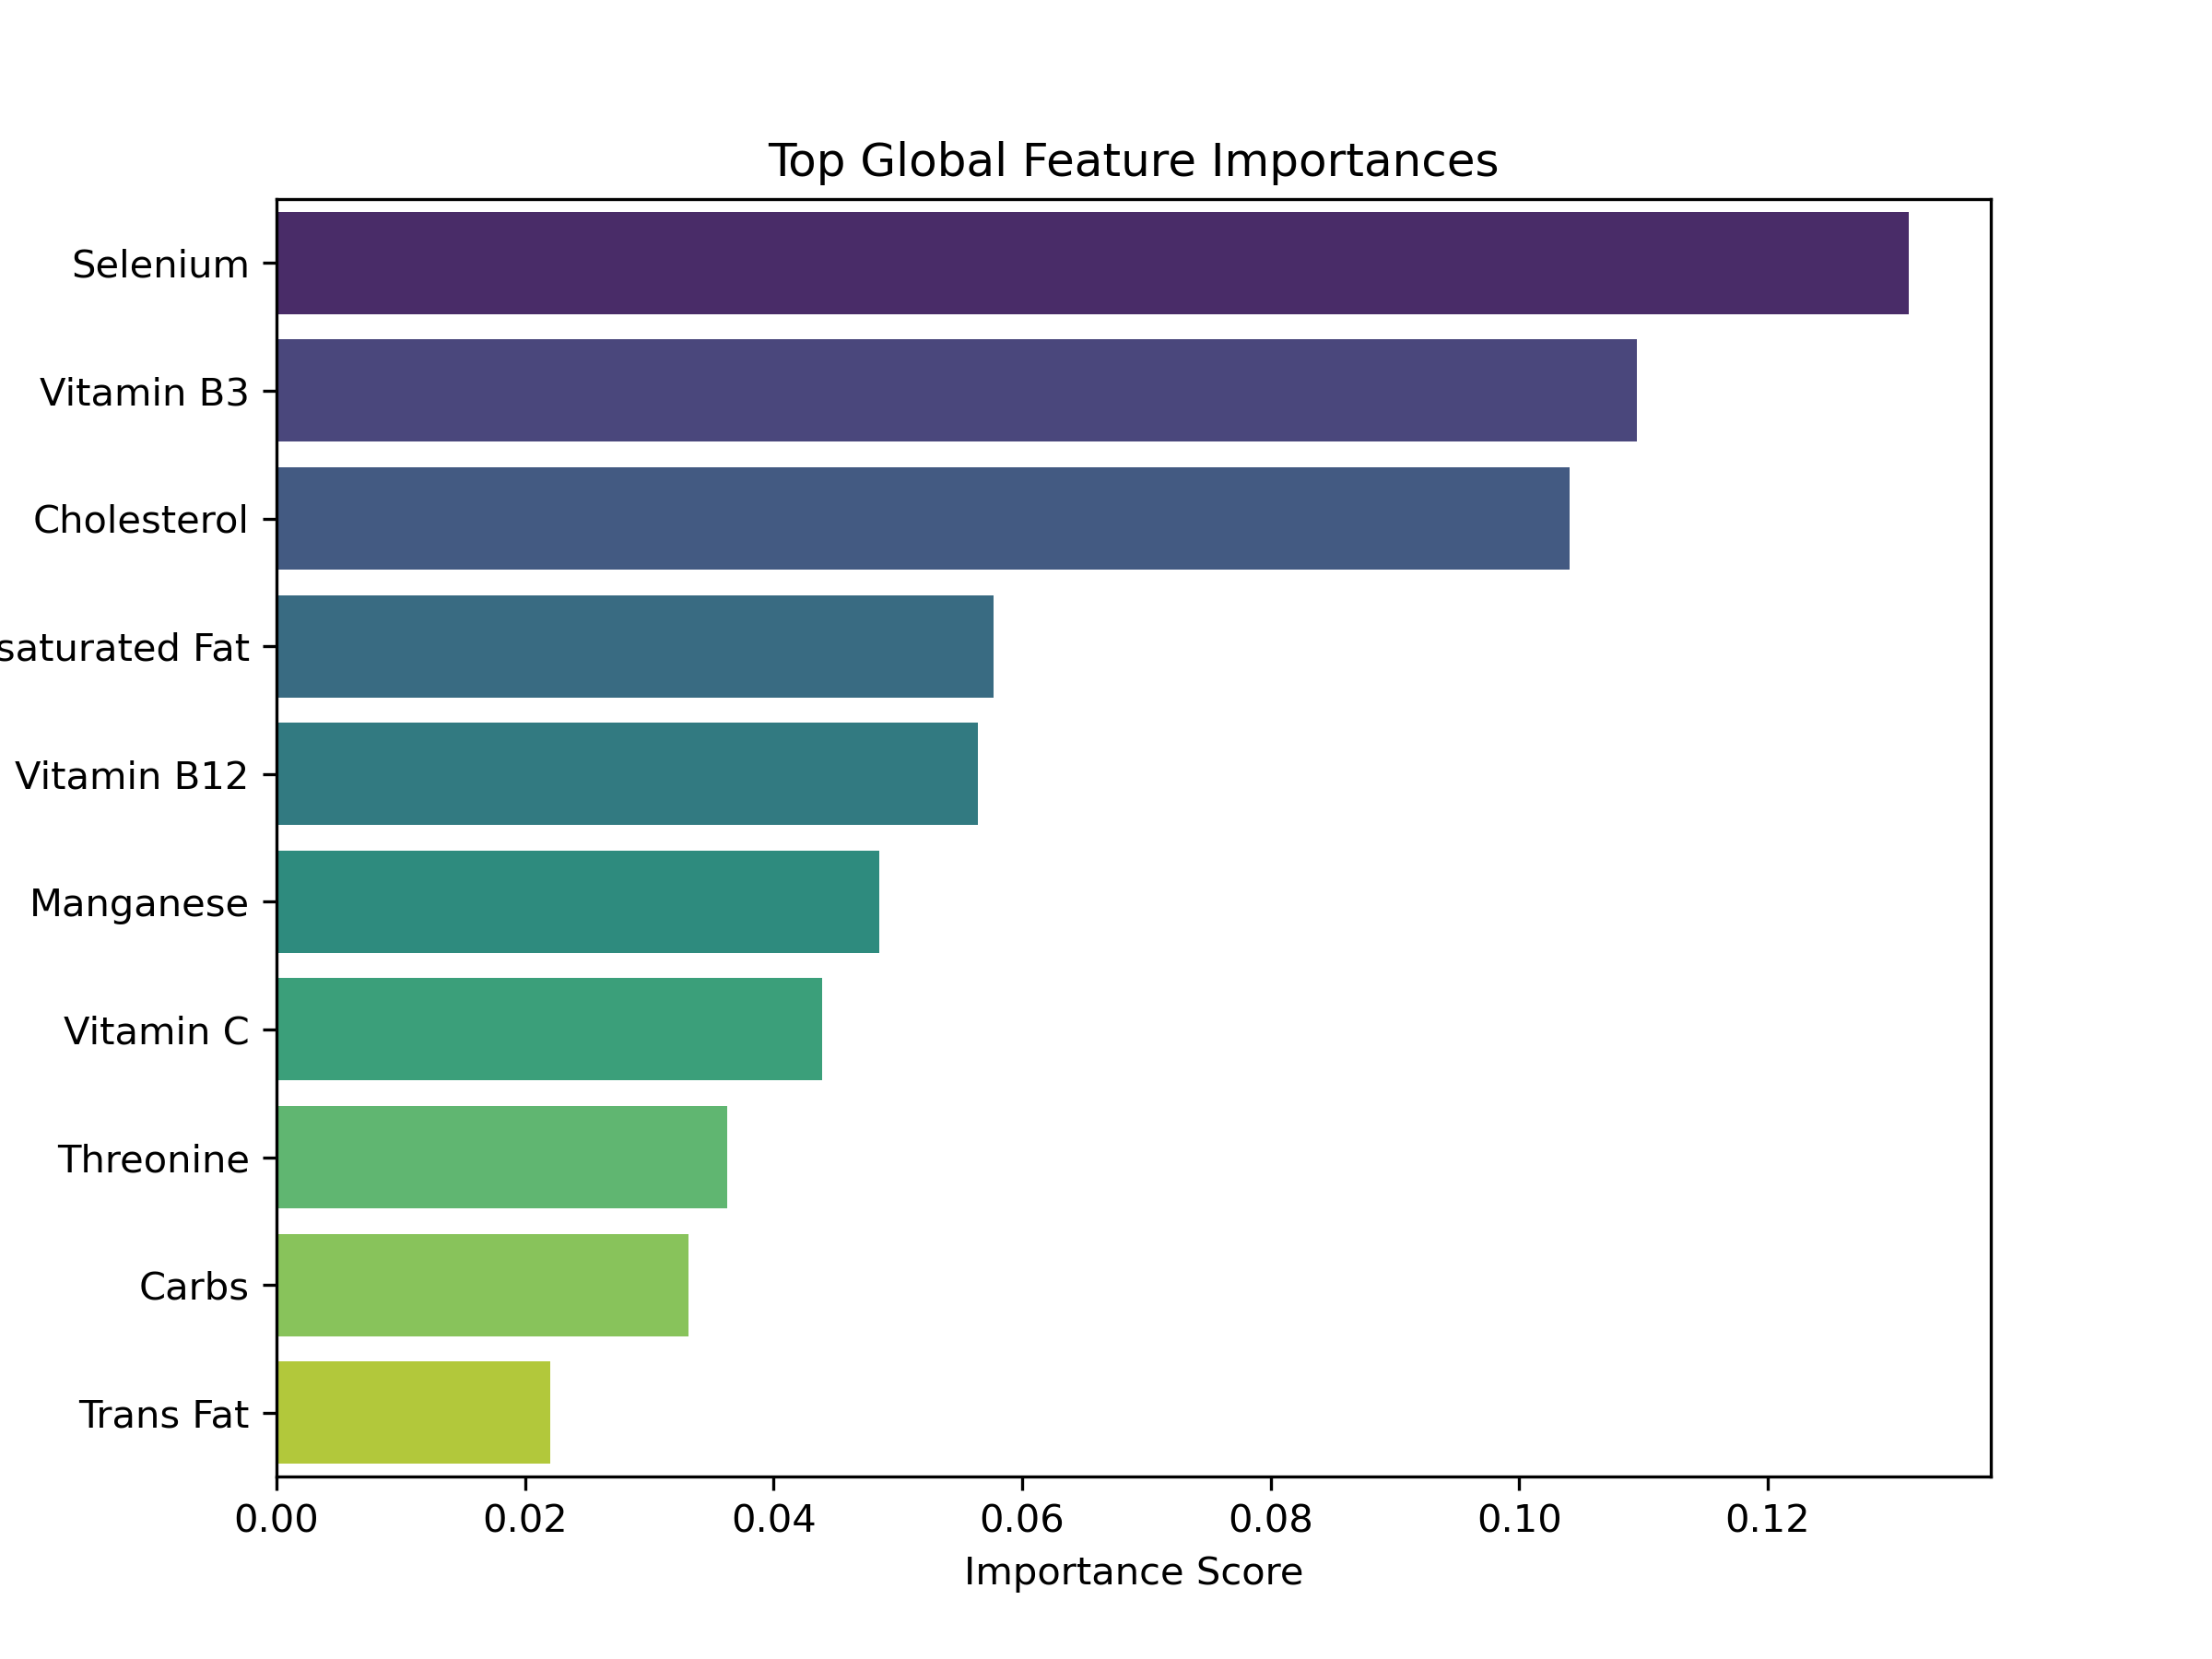 Top Global Feature Importances
Selenium
Vitamin B3
Cholesterol
saturated Fat
Vitamin B12
Manganese
Vitamin C
Threonine
Carbs
Trans Fat
0.00 0.02 0.04 0.06 0.08 0.10 0.12
Importance Score